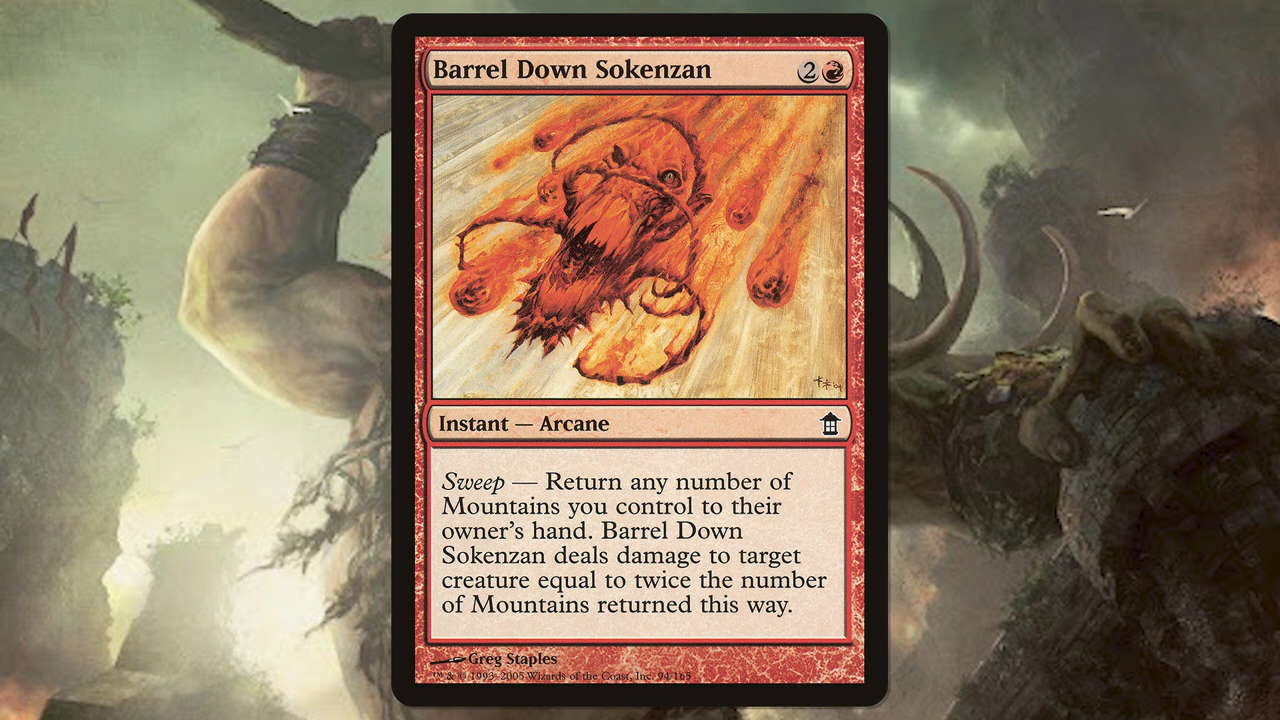 Barrel Down Sokenzan 2
Instant — Arcane
Sweep — Return any number of
Mountains you control to their
owner's hand. Barrel Down
Sokenzan deals damage to target
creature equal to twice the number
of Mountains returned this way.
Greg Staples
™ & © 1993-2005 Wizards of the Coast, Inc. 94/165